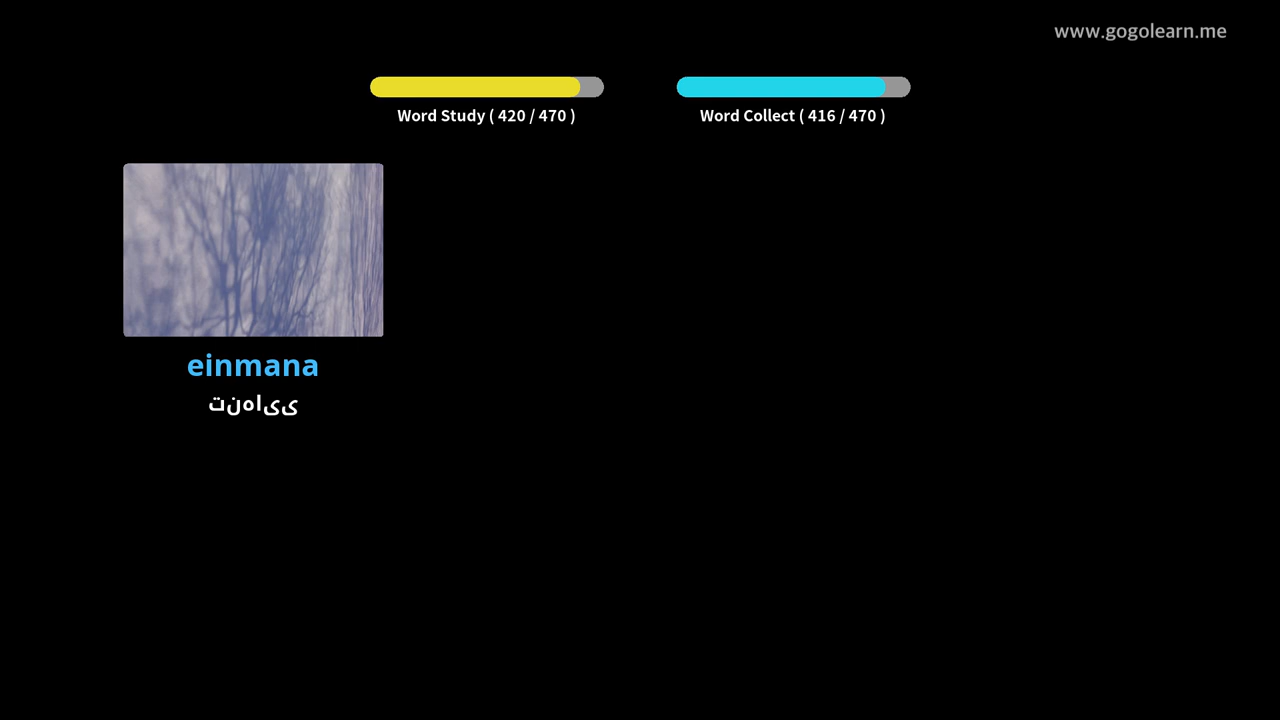 www.gogolearn.me
Word Study ( 420 / 470 )
Word Collect ( 416 / 470 )
einmana
تنهایی